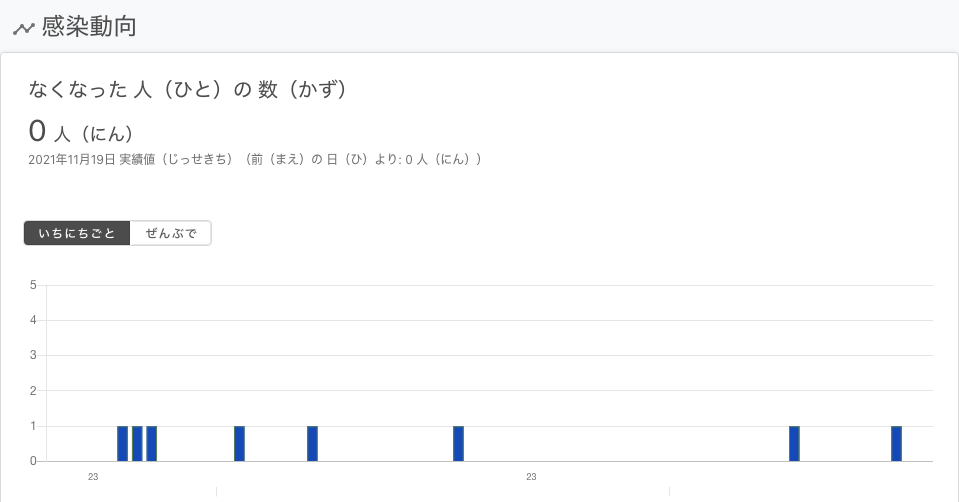 感染動向
なくなった 人（ひと）の 数（かず）
0 人（にん）
2021年11月19日 実績値（じっせきち）（前（まえ）の 日（ひ）より: 0 人（にん））
いちにちごと ぜんぶで
5
4
3
2
1
0
23 23